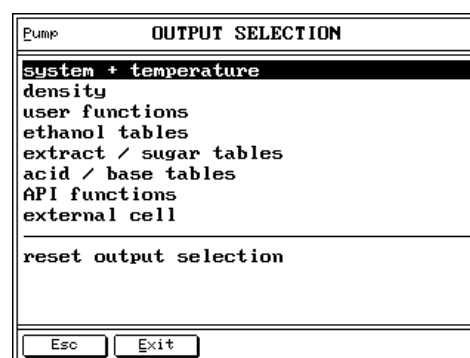 Pump OUTPUT SELECTION
system + temperature
density
user functions
ethanol tables
extract / sugar tables
acid / base tables
API functions
external cell
reset output selection
Esc Exit